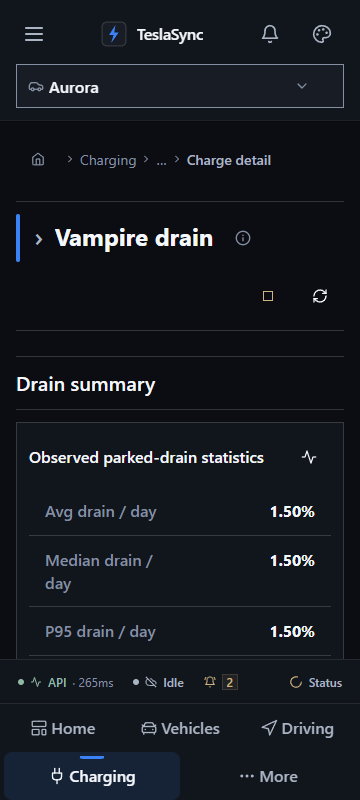 TeslaSync
Aurora
Charging
...
Charge detail
Vampire drain
Drain summary
Observed parked-drain statistics
Avg drain / day
1.50%
Median drain /
day
1.50%
P95 drain / day
1.50%
API · 265ms
Idle
2
Status
Home
Vehicles
Driving
Charging
More